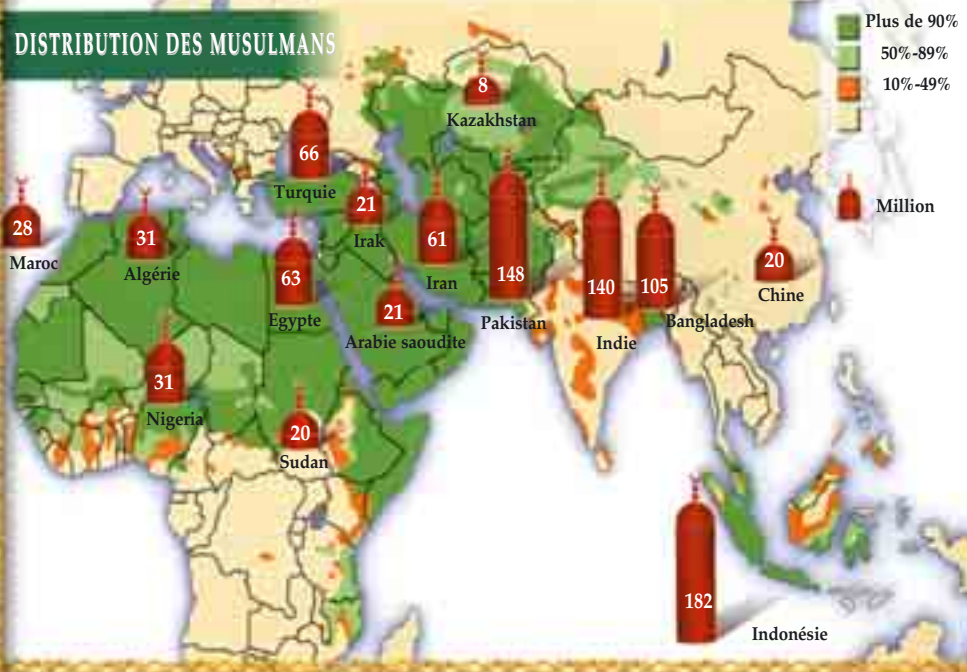 DISTRIBUTION DES MUSULMANS
Plus de 90%
50%-89%
10%-49%
Million
8
Kazakhstan
66
Turquie
28
Maroc
31
Algérie
21
Irak
61
Iran
63
Egypte
21
Arabie saoudite
148
Pakistan
140
Indie
105
Bangladesh
20
Chine
31
Nigeria
20
Sudan
182
Indonésie